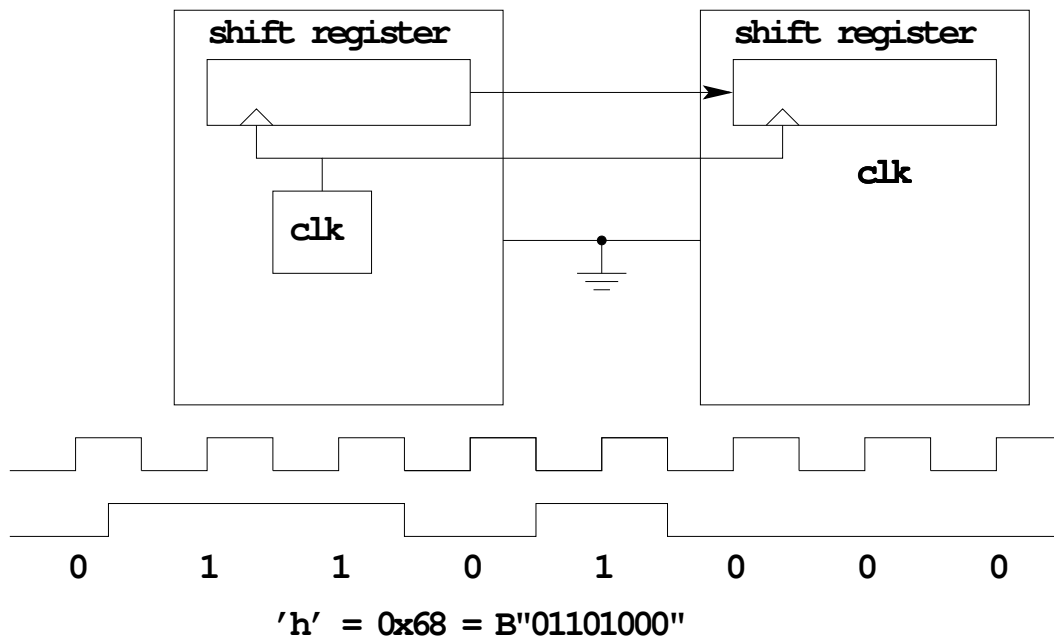 shift register shift register
clk
clk
0 1 1 0 1 0 0 0
'h' = 0x68 = B"01101000"